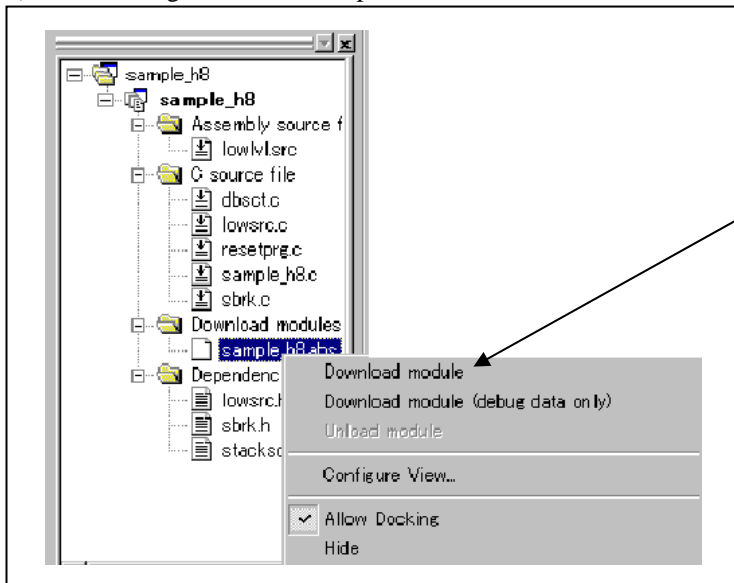 sample_h8
sample_h8
Assembly source f
lowlvl.src
C source file
dbsct.c
lowsrc.c
resetprg.c
sample_h8.c
sbrk.c
Download modules
sample_h8.abs
Dependenc
lowsrc.h
sbrk.h
stacksc
Download module
Download module (debug data only)
Unload module
Configure View...
Allow Docking
Hide